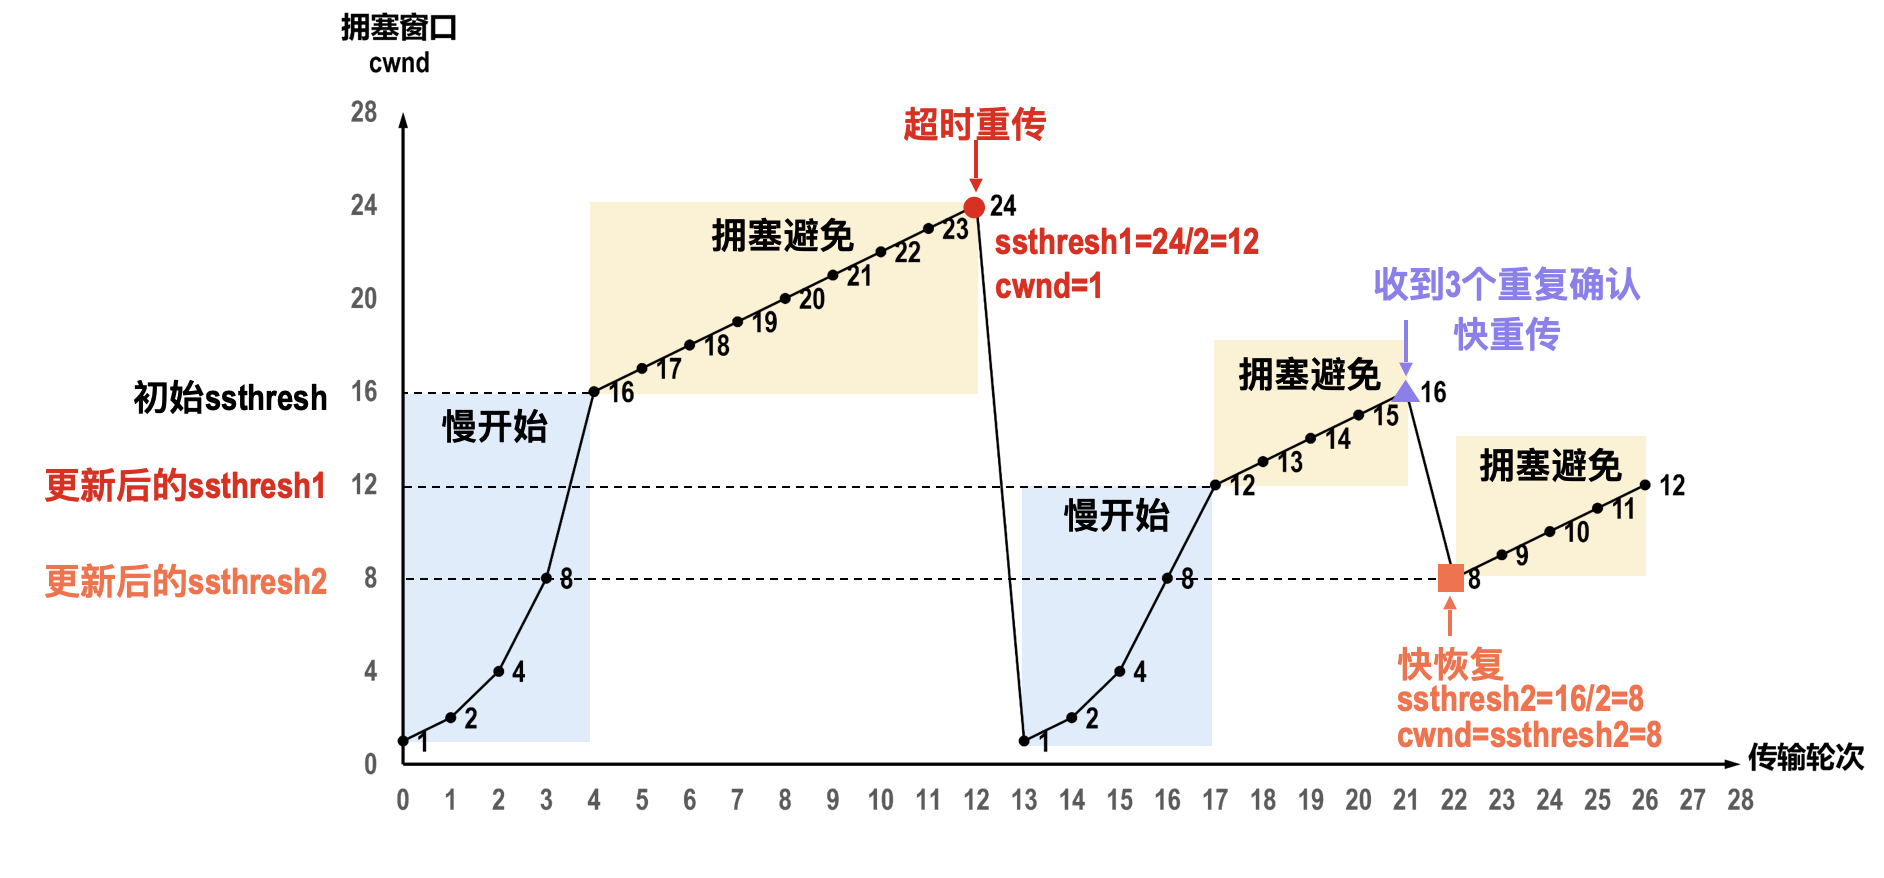 拥塞窗口
cwnd
28
24
20
16
12
8
4
0
初始ssthresh
更新后的ssthresh1
更新后的ssthresh2
慢开始
1
2
4
8
16
拥塞避免
17
18
19
20
21
22
23
24
超时重传
ssthresh1=24/2=12
cwnd=1
慢开始
1
2
4
8
12
拥塞避免
13
14
15
16
收到3个重复确认
快重传
拥塞避免
8
9
10
11
12
快恢复
ssthresh2=16/2=8
cwnd=ssthresh2=8
传输轮次
0 1 2 3 4 5 6 7 8 9 10 11 12 13 14 15 16 17 18 19 20 21 22 23 24 25 26 27 28